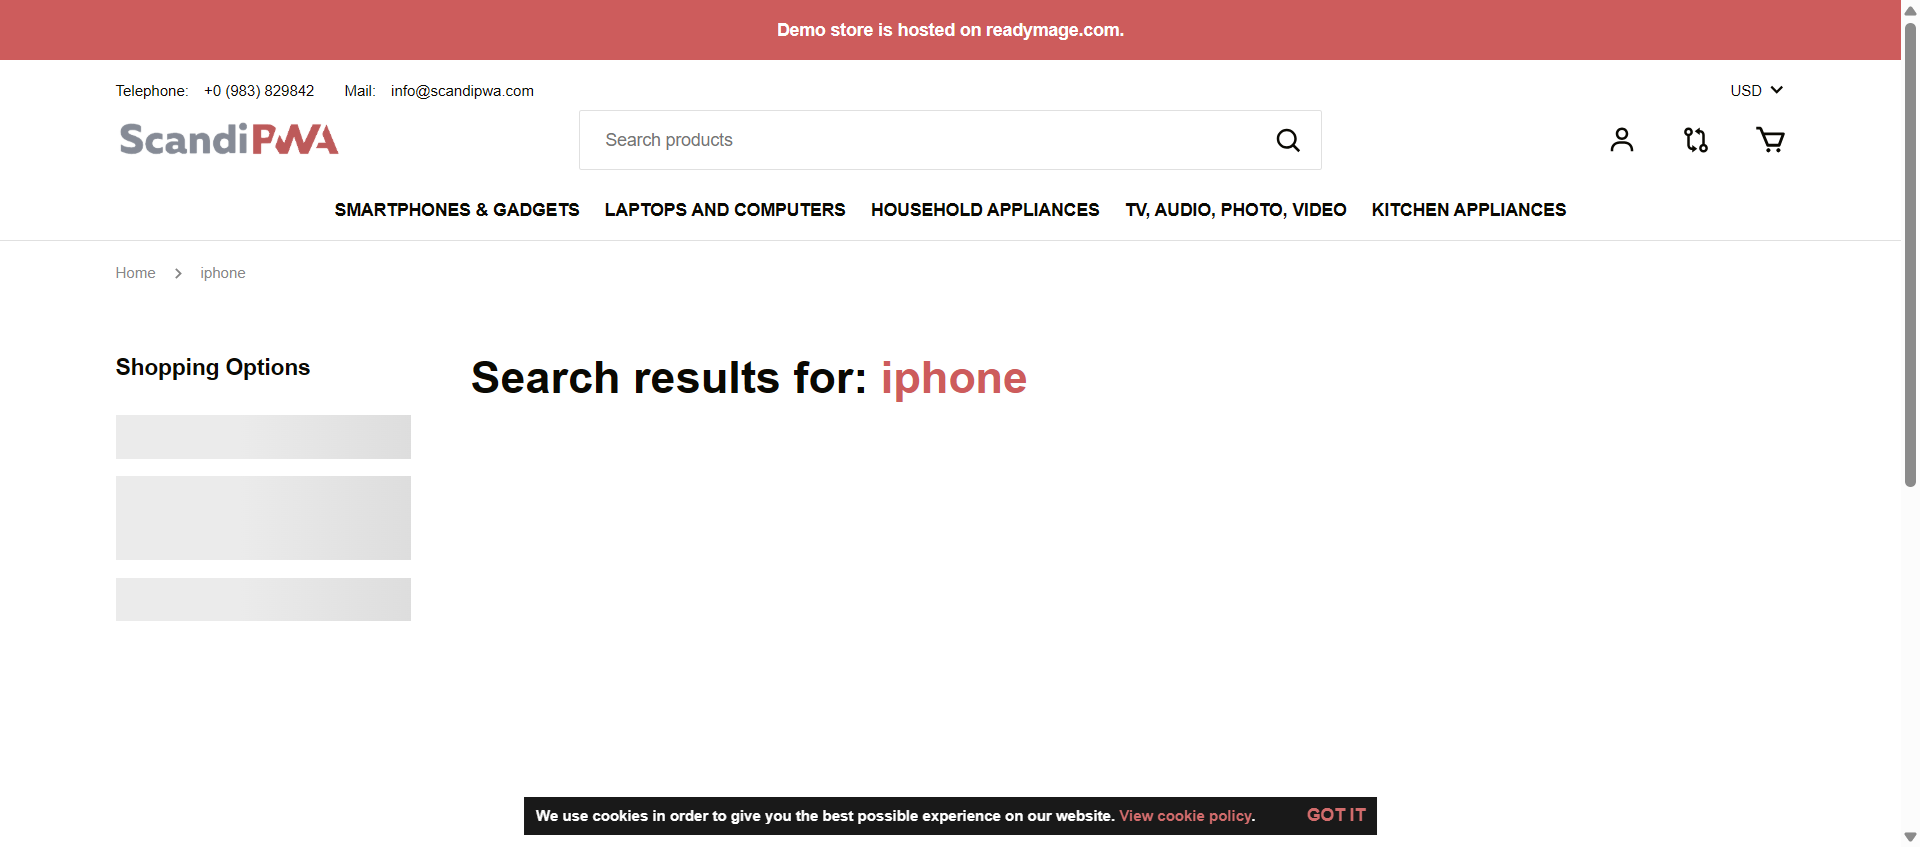 Demo store is hosted on readymage.com.
Telephone: +0 (983) 829842 Mail: info@scandipwa.com USD
ScandiPWA Search products
SMARTPHONES & GADGETS LAPTOPS AND COMPUTERS HOUSEHOLD APPLIANCES TV, AUDIO, PHOTO, VIDEO KITCHEN APPLIANCES
Home iphone
Shopping Options
Search results for: iphone
We use cookies in order to give you the best possible experience on our website. View cookie policy. GOT IT